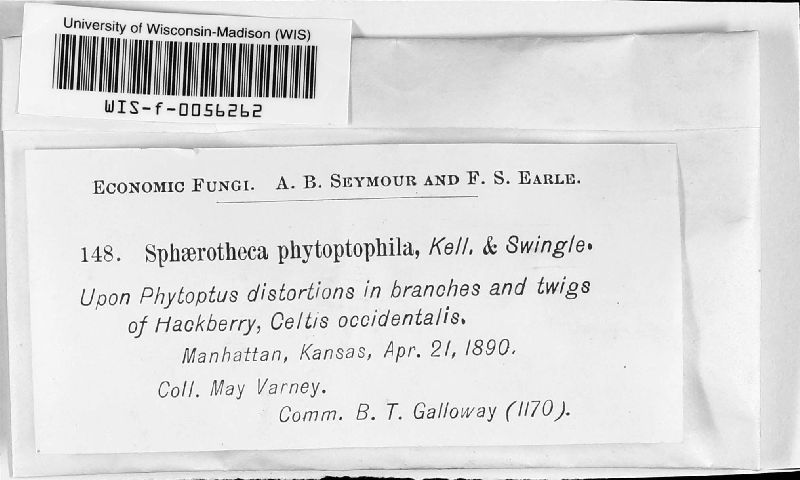 University of Wisconsin-Madison (WIS)
WIS-f-0056262
ECONOMIC FUNGI. A. B. SEYMOUR AND F. S. EARLE.
148. Sphærotheca phytoptophila, Kell. & Swingle.
Upon Phytoptus distortions in branches and twigs
of Hackberry, Celtis occidentalis.
Manhattan, Kansas, Apr. 21, 1890.
Coll. May Varney.
Comm. B. T. Galloway (1170).